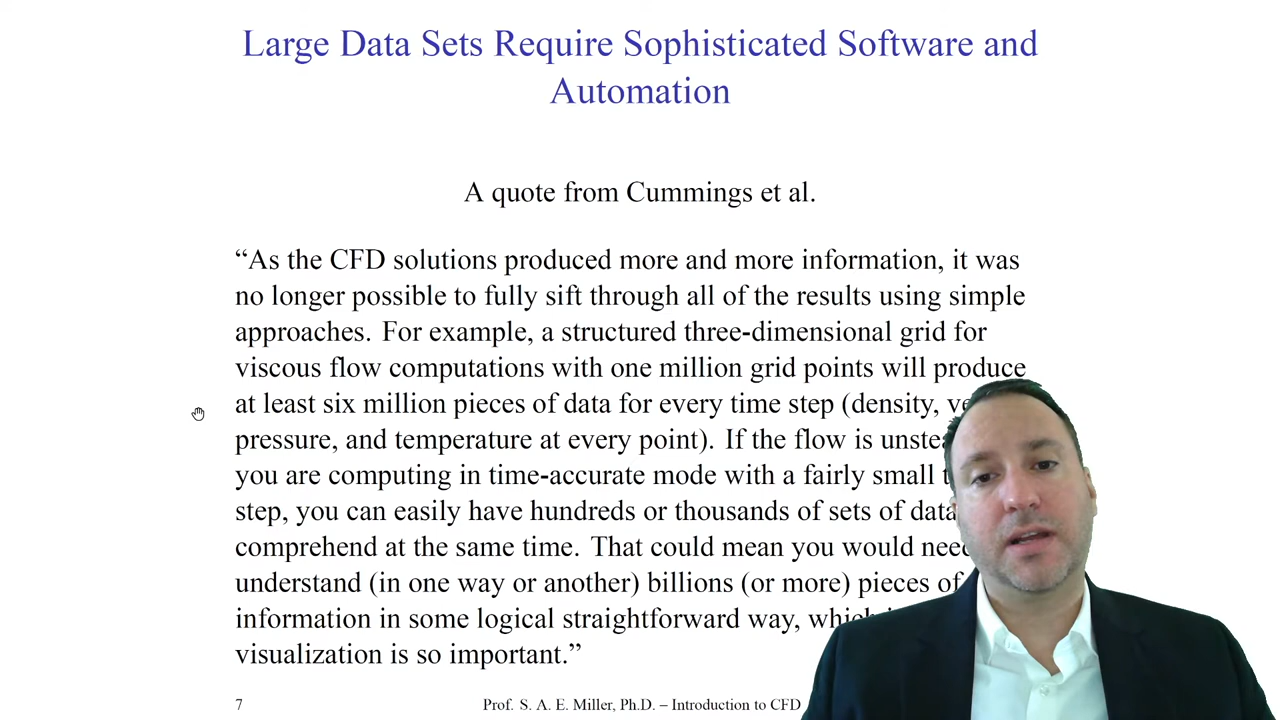 Large Data Sets Require Sophisticated Software and
Automation
A quote from Cummings et al.
“As the CFD solutions produced more and more information, it was
no longer possible to fully sift through all of the results using simple
approaches. For example, a structured three-dimensional grid for
viscous flow computations with one million grid points will produce
at least six million pieces of data for every time step (density,
pressure, and temperature at every point). If the flow is
you are computing in time-accurate mode with a fairly small
step, you can easily have hundreds or thousands of sets of data
comprehend at the same time. That could mean you would
understand (in one way or another) billions (or more) pieces of
information in some logical straightforward way,
visualization is so important.”
7
Prof. S. A. E. Miller, Ph.D. – Introduction to CFD